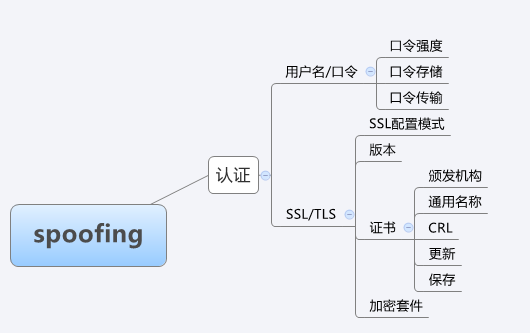 spoofing
认证
用户名/口令
口令强度
口令存储
口令传输
SSL/TLS
SSL配置模式
版本
证书
颁发机构
通用名称
CRL
更新
保存
加密套件